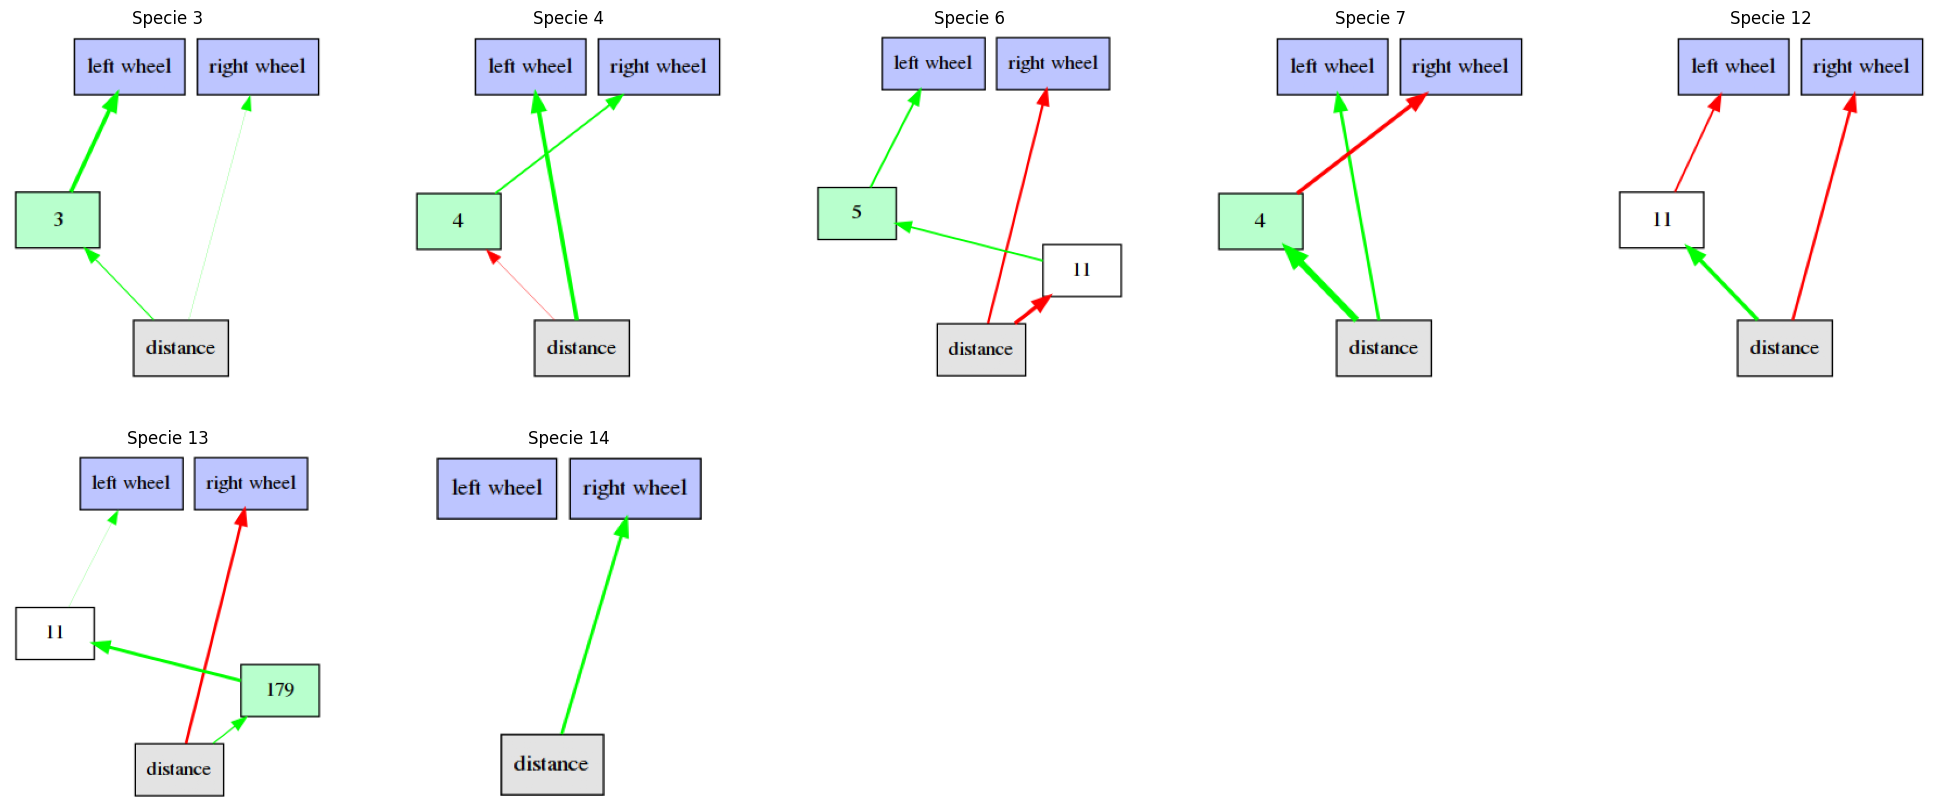 Specie 3
left wheel
right wheel
3
distance
Specie 4
left wheel
right wheel
4
distance
Specie 6
left wheel
right wheel
5
11
distance
Specie 7
left wheel
right wheel
4
distance
Specie 12
left wheel
right wheel
11
distance
Specie 13
left wheel
right wheel
11
179
distance
Specie 14
left wheel
right wheel
distance